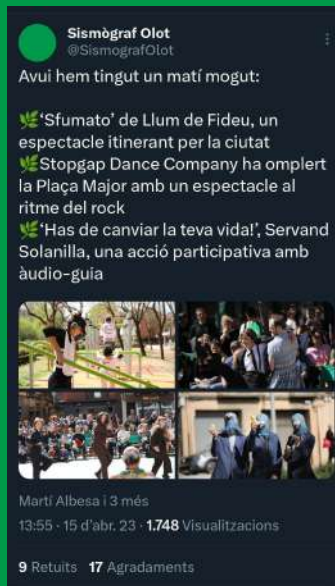 Sismògraf Olot
@SismografOlot
Avui hem tingut un matí mogut:
🌿‘Sfumato’ de Llum de Fideu, un
espectacle itinerant per la ciutat
🌿Stopgap Dance Company ha omplert
la Plaça Major amb un espectacle al
ritme del rock
🌿‘Has de canviar la teva vida!’, Servand
Solanilla, una acció participativa amb
àudio-guia
Martí Albesa i 3 més
13:55 · 15 d’abr. 23 · 1.748 Visualitzacions
9 Retuits 17 Agradaments